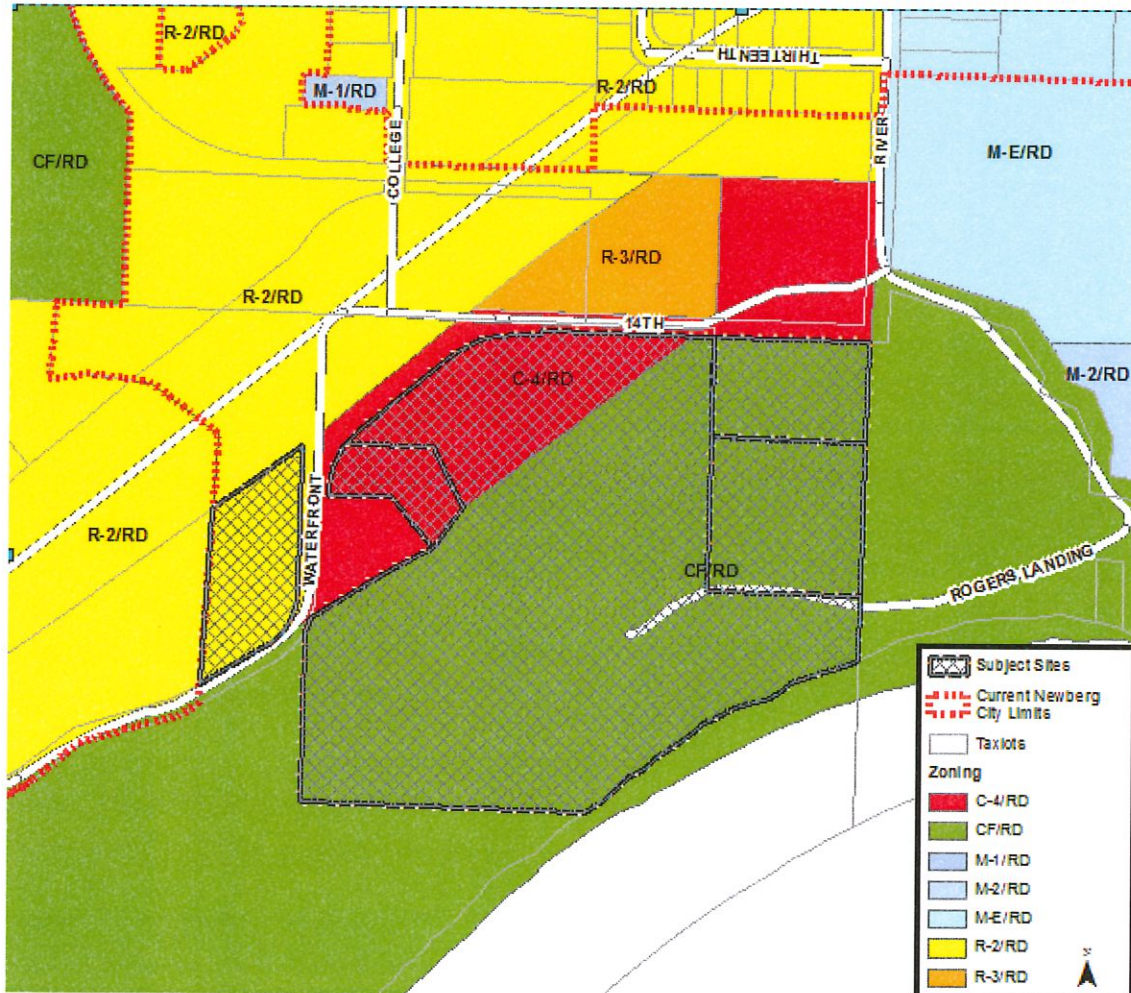 R-2/RD
THIRTEENTH
R-2/RD
M-1/RD
CF/RD
COLLEGE
RIVER
M-E/RD
R-3/RD
R-2/RD
14TH
C-4/RD
M-2/RD
WATERFRONT
R-2/RD
CF/RD
ROGERS LANDING
Subject Sites
Current Newberg
City Limits
Taxlots
Zoning
C-4/RD
CF/RD
M-1/RD
M-2/RD
M-E/RD
R-2/RD
R-3/RD
N